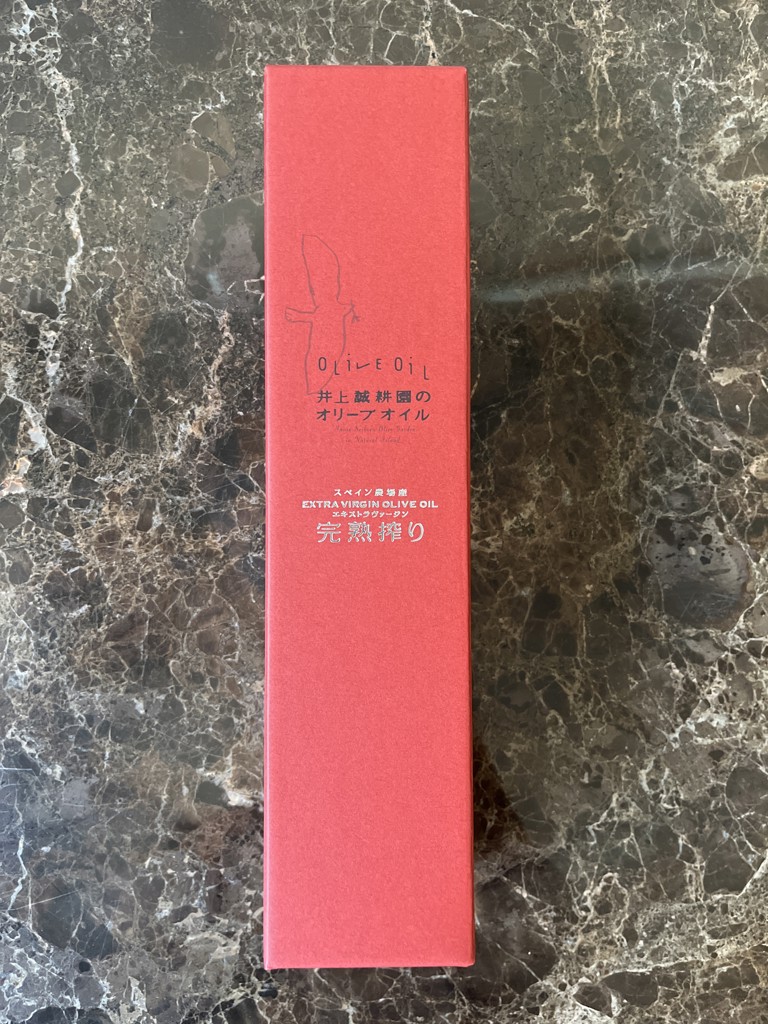 OLiVE OiL
井上誠耕園の
オリーブオイル
スペイン農場産
EXTRA VIRGIN OLIVE OIL
エキストラヴァージン
完熟搾り